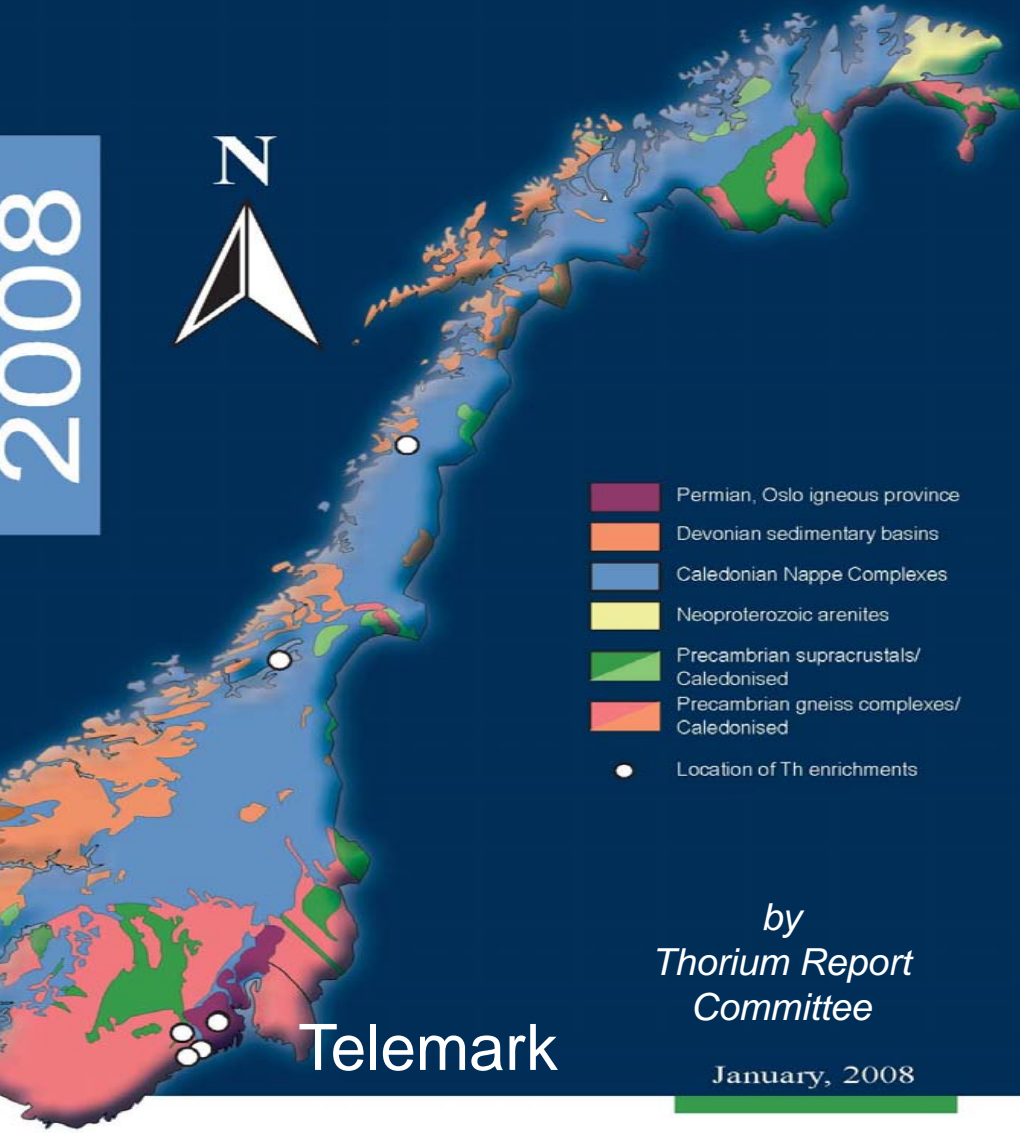 2008
N
Permian, Oslo igneous province
Devonian sedimentary basins
Caledonian Nappe Complexes
Neoproterozoic arenites
Precambrian supracrustals/
Caledonised
Precambrian gneiss complexes/
Caledonised
Location of Th enrichments
by
Thorium Report
Committee
Telemark
January, 2008